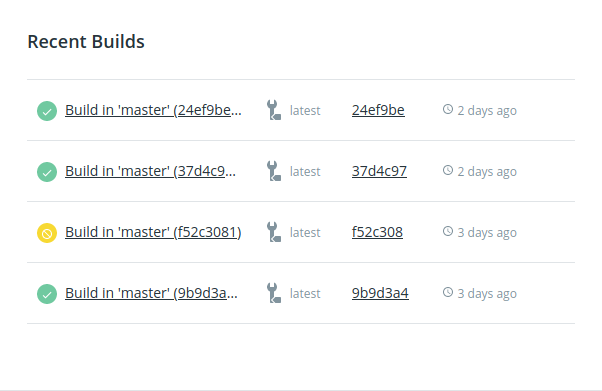 Recent Builds
Build in 'master' (24ef9be... latest 24ef9be 2 days ago
Build in 'master' (37d4c9... latest 37d4c97 2 days ago
Build in 'master' (f52c3081) latest f52c308 3 days ago
Build in 'master' (9b9d3a... latest 9b9d3a4 3 days ago